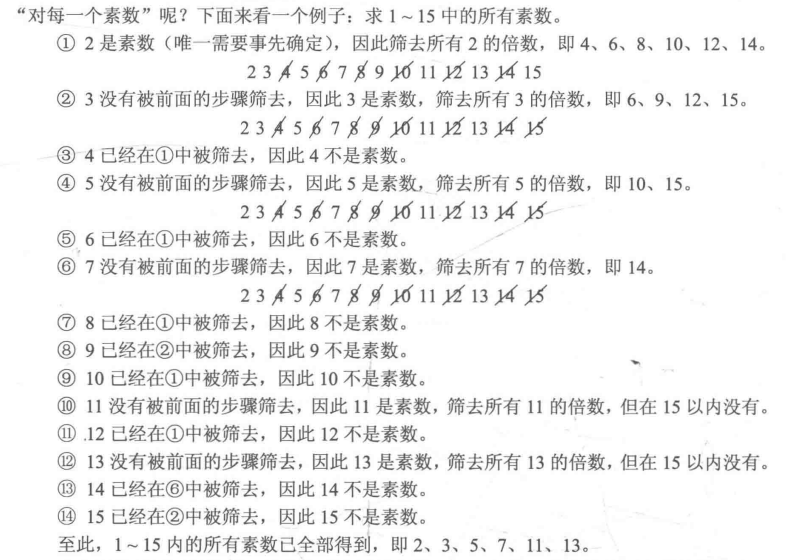 “对每一个素数”呢？下面来看一个例子：求 1 ~ 15 中的所有素数。
① 2 是素数（唯一需要事先确定），因此筛去所有 2 的倍数，即 4、6、8、10、12、14。
2 3 4 5 6 7 8 9 10 11 12 13 14 15
② 3 没有被前面的步骤筛去，因此 3 是素数，筛去所有 3 的倍数，即 6、9、12、15。
2 3 4 5 6 7 8 9 10 11 12 13 14 15
③ 4 已经在①中被筛去，因此 4 不是素数。
④ 5 没有被前面的步骤筛去，因此 5 是素数，筛去所有 5 的倍数，即 10、15。
2 3 4 5 6 7 8 9 10 11 12 13 14 15
⑤ 6 已经在①中被筛去，因此 6 不是素数。
⑥ 7 没有被前面的步骤筛去，因此 7 是素数，筛去所有 7 的倍数，即 14。
2 3 4 5 6 7 8 9 10 11 12 13 14 15
⑦ 8 已经在①中被筛去，因此 8 不是素数。
⑧ 9 已经在②中被筛去，因此 9 不是素数。
⑨ 10 已经在①中被筛去，因此 10 不是素数。
⑩ 11 没有被前面的步骤筛去，因此 11 是素数，筛去所有 11 的倍数，但在 15 以内没有。
⑪ 12 已经在①中被筛去，因此 12 不是素数。
⑫ 13 没有被前面的步骤筛去，因此 13 是素数，筛去所有 13 的倍数，但在 15 以内没有。
⑬ 14 已经在⑥中被筛去，因此 14 不是素数。
⑭ 15 已经在②中被筛去，因此 15 不是素数。
至此，1 ~ 15 内的所有素数已全部得到，即 2、3、5、7、11、13。